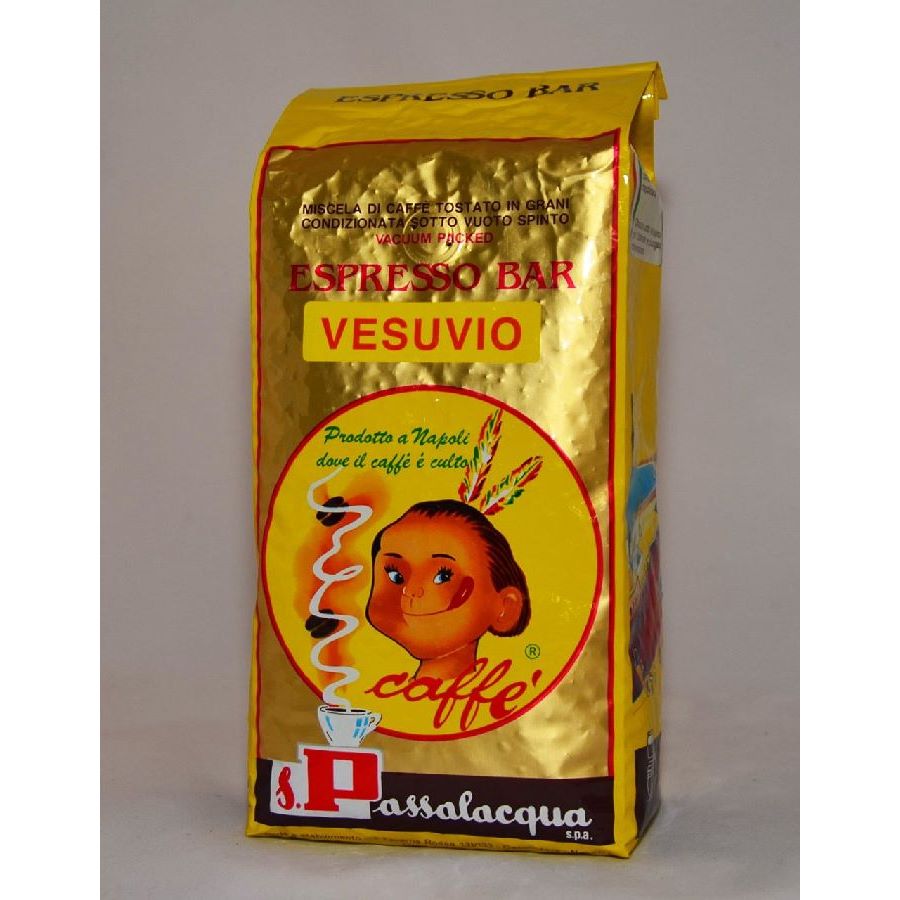 ESPRESSO BAR
MISCELA DI CAFFÈ TOSTATO IN GRANI
CONDIZIONATA SOTTO VUOTO SPINTO
VACUUM PACKED
ESPRESSO BAR
VESUVIO
Prodotto a Napoli
dove il caffè è culto
caffè ®
S. Passalacqua
s.p.a.